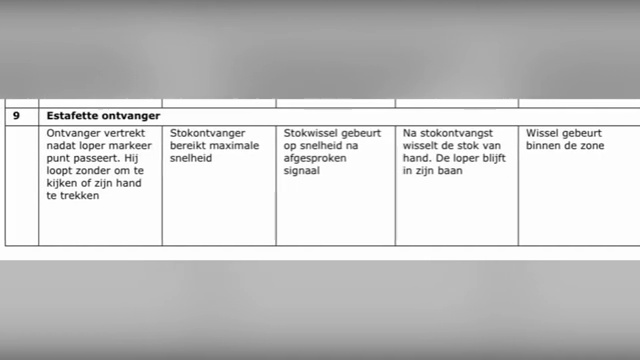 9 Estafette ontvanger
Ontvanger vertrekt
nadat loper markeer
punt passeert. Hij
loopt zonder om te
kijken of zijn hand
te trekken
Stokontvanger
bereikt maximale
snelheid
Stokwissel gebeurt
op snelheid na
afgesproken
signaal
Na stokontvangst
wisselt de stok van
hand. De loper blijft
in zijn baan
Wissel gebeurt
binnen de zone